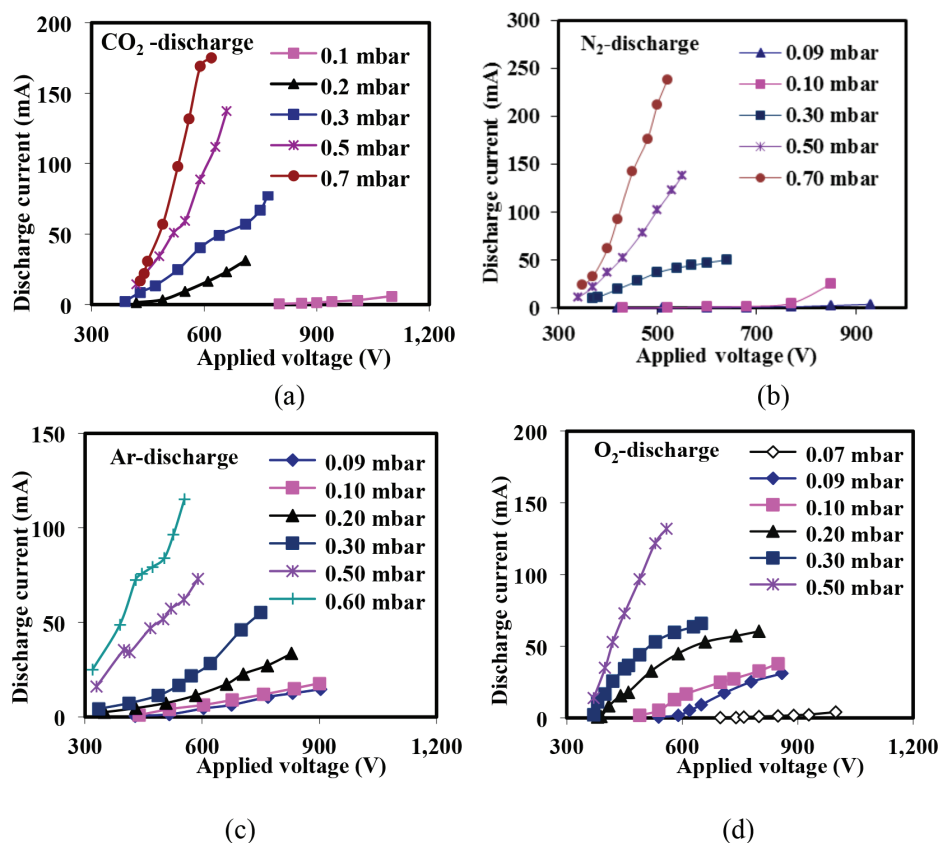 CO₂ -discharge
0.1 mbar
0.2 mbar
0.3 mbar
0.5 mbar
0.7 mbar
200
150
100
50
0
300
600
900
1,200
Discharge current (mA)
Applied voltage (V)
(a)
N₂-discharge
0.09 mbar
0.10 mbar
0.30 mbar
0.50 mbar
0.70 mbar
300
250
200
150
100
50
0
300
500
700
900
Discharge current (mA)
Applied voltage (V)
(b)
Ar-discharge
0.09 mbar
0.10 mbar
0.20 mbar
0.30 mbar
0.50 mbar
0.60 mbar
150
100
50
0
300
600
900
1,200
Discharge current (mA)
Applied voltage (V)
(c)
O₂-discharge
0.07 mbar
0.09 mbar
0.10 mbar
0.20 mbar
0.30 mbar
0.50 mbar
200
150
100
50
0
300
600
900
1,200
Discharge current (mA)
Applied voltage (V)
(d)